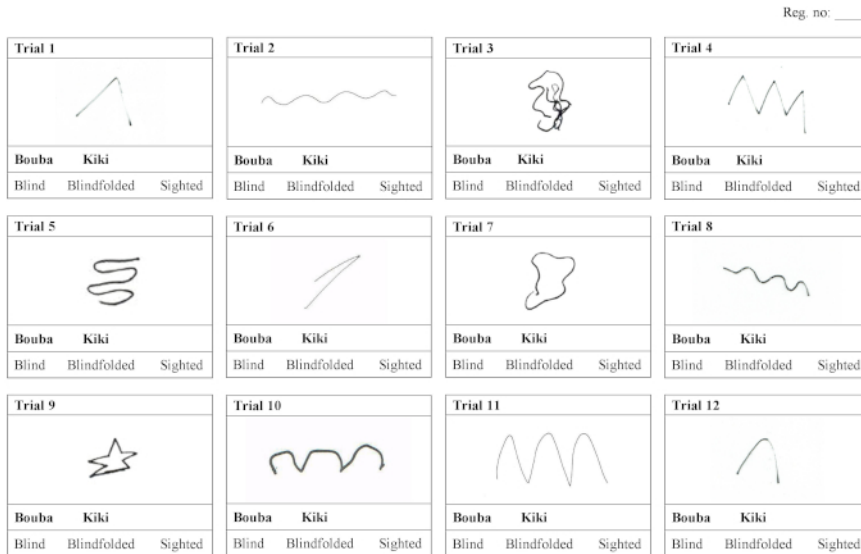 Reg. no: ____
Trial 1
Trial 2
Trial 3
Trial 4
Bouba Kiki
Bouba Kiki
Bouba Kiki
Bouba Kiki
Blind Blindfolded Sighted
Blind Blindfolded Sighted
Blind Blindfolded Sighted
Blind Blindfolded Sighted
Trial 5
Trial 6
Trial 7
Trial 8
Bouba Kiki
Bouba Kiki
Bouba Kiki
Bouba Kiki
Blind Blindfolded Sighted
Blind Blindfolded Sighted
Blind Blindfolded Sighted
Blind Blindfolded Sighted
Trial 9
Trial 10
Trial 11
Trial 12
Bouba Kiki
Bouba Kiki
Bouba Kiki
Bouba Kiki
Blind Blindfolded Sighted
Blind Blindfolded Sighted
Blind Blindfolded Sighted
Blind Blindfolded Sighted